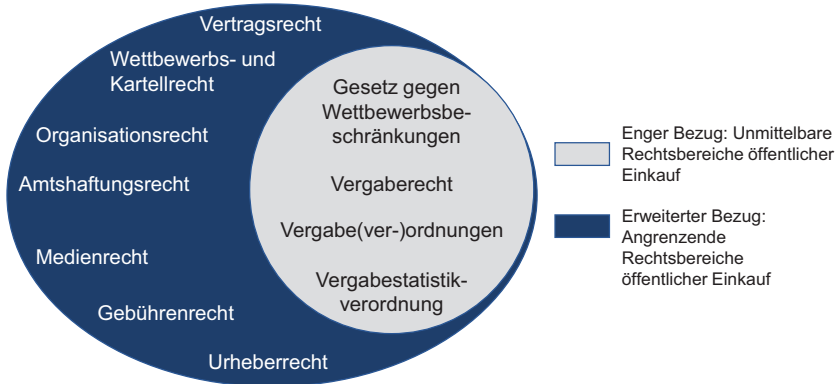 Vertragsrecht
Wettbewerbs- und
Kartellrecht
Organisationsrecht
Amtshaftungsrecht
Medienrecht
Gebührenrecht
Urheberrecht
Gesetz gegen
Wettbewerbsbe-
schränkungen
Vergaberecht
Vergabe(ver-)ordnungen
Vergabestatistik-
verordnung
Enger Bezug: Unmittelbare
Rechtsbereiche öffentlicher
Einkauf
Erweiterter Bezug:
Angrenzende
Rechtsbereiche
öffentlicher Einkauf